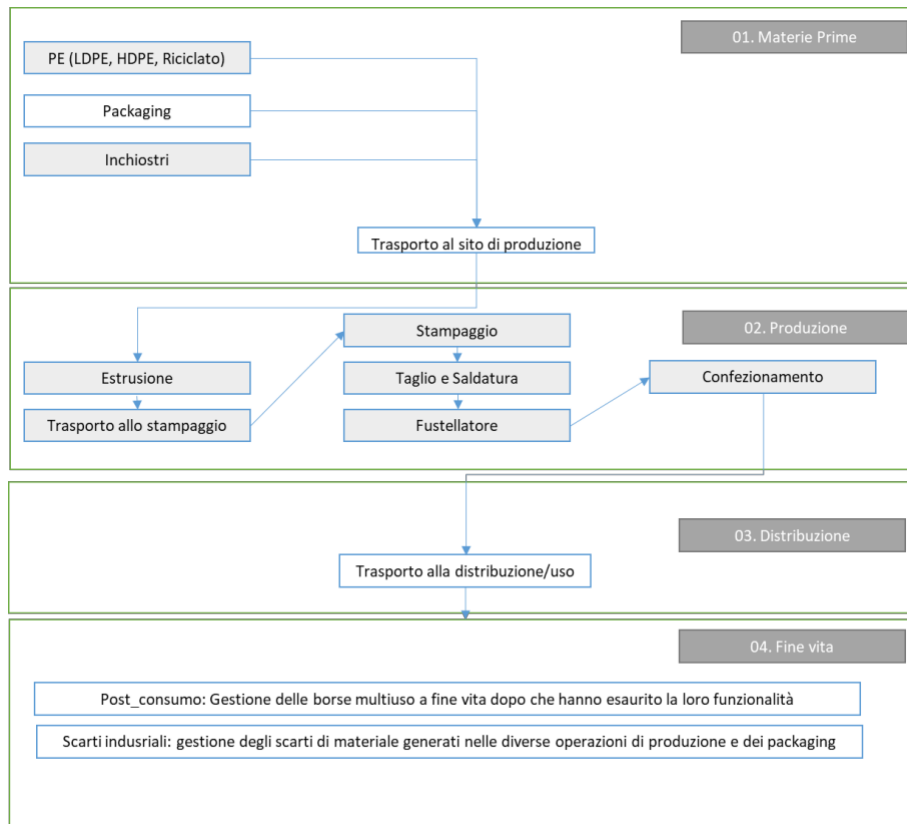 01. Materie Prime
PE (LDPE, HDPE, Riciclato)
Packaging
Inchiostri
Trasporto al sito di produzione
02. Produzione
Stampaggio
Estrusione
Taglio e Saldatura
Confezionamento
Trasporto allo stampaggio
Fustellatore
03. Distribuzione
Trasporto alla distribuzione/uso
04. Fine vita
Post_consumo: Gestione delle borse multiuso a fine vita dopo che hanno esaurito la loro funzionalità
Scarti indusriali: gestione degli scarti di materiale generati nelle diverse operazioni di produzione e dei packaging